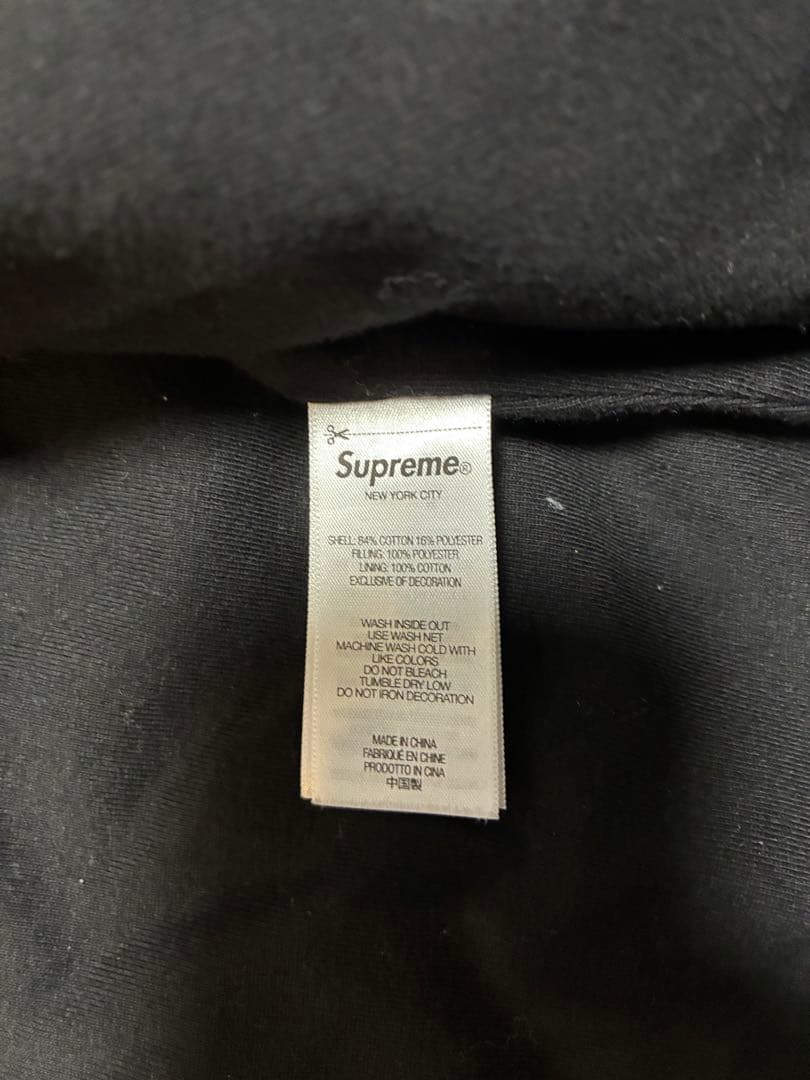 Supreme®
NEW YORK CITY
SHELL: 84% COTTON 16% POLYESTER
FILLING: 100% POLYESTER
LINING: 100% COTTON
EXCLUSIVE OF DECORATION
WASH INSIDE OUT
USE WASH NET
MACHINE WASH COLD WITH
LIKE COLORS
DO NOT BLEACH
TUMBLE DRY LOW
DO NOT IRON DECORATION
MADE IN CHINA
FABRIQUÉ EN CHINE
PRODOTTO IN CINA
中国製